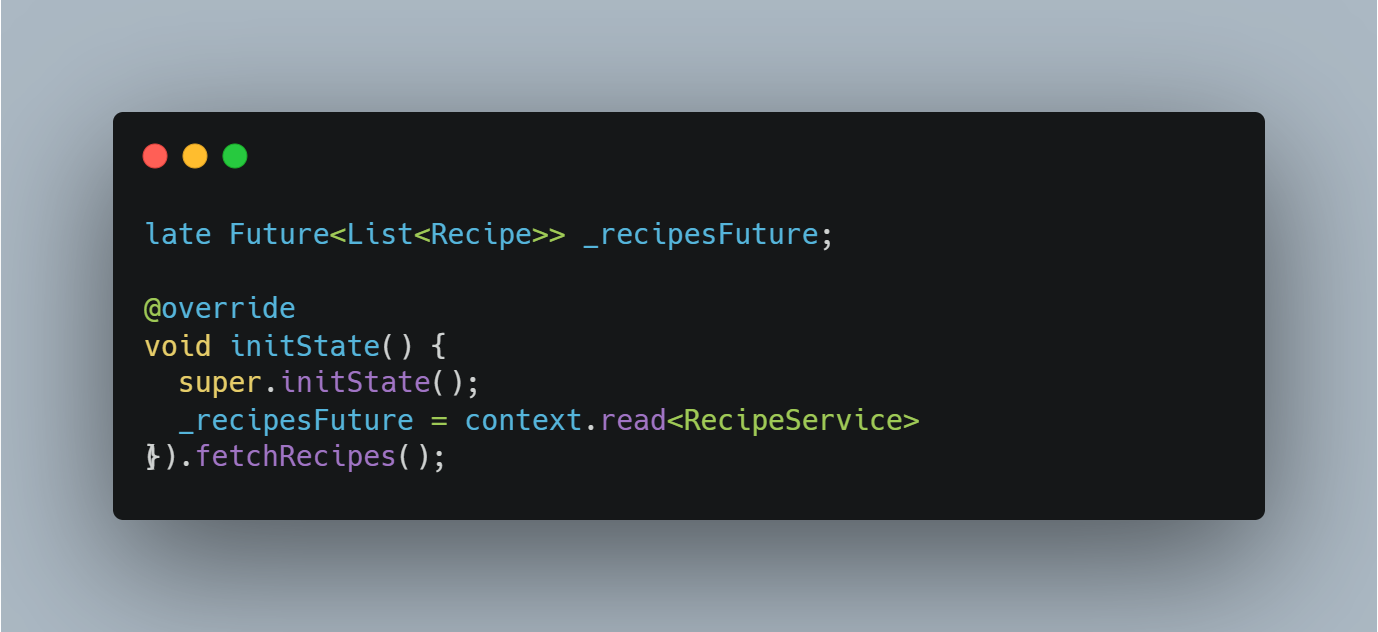 late Future<List<Recipe>> _recipesFuture;
@override
void initState() {
  super.initState();
  _recipesFuture = context.read<RecipeService>
().fetchRecipes();
}